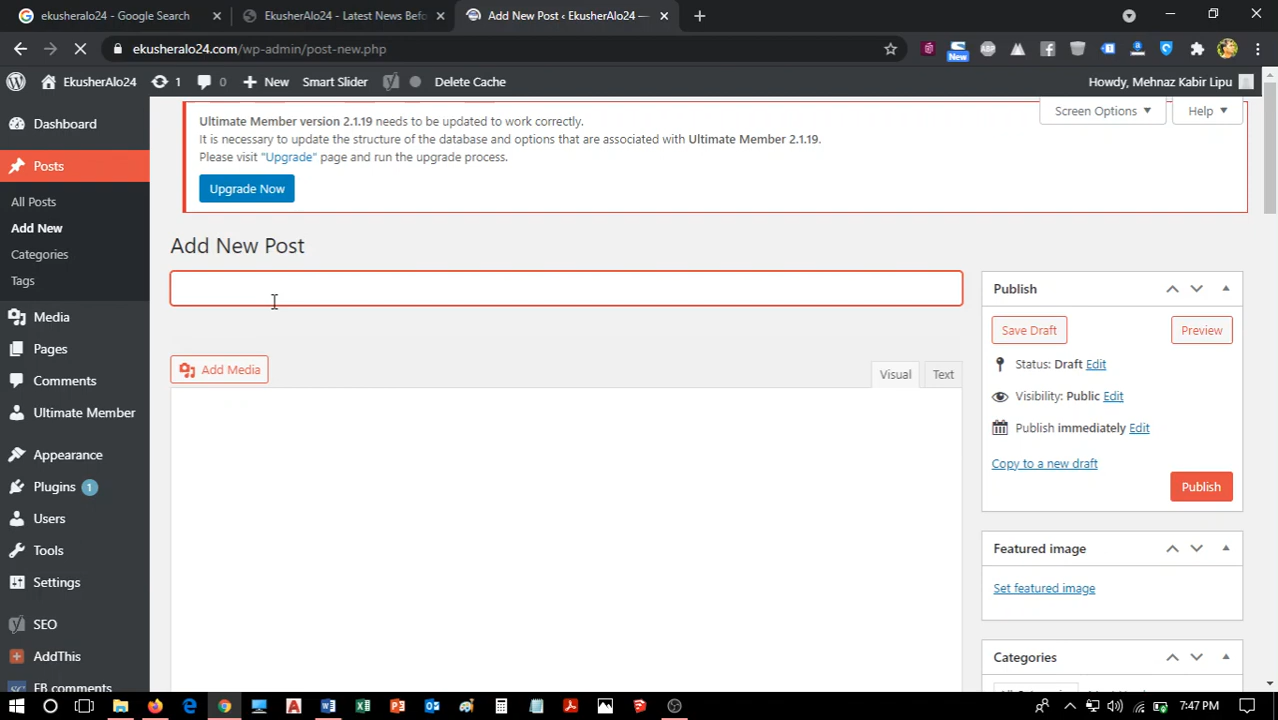 ekusheralo24 - Google Search
EkusherAlo24 - Latest News Befo
Add New Post ‹ EkusherAlo24 —
ekusheralo24.com/wp-admin/post-new.php
New
EkusherAlo24
1
0
New
Smart Slider
Delete Cache
Howdy, Mehnaz Kabir Lipu
Dashboard
Posts
All Posts
Add New
Categories
Tags
Media
Pages
Comments
Ultimate Member
Appearance
Plugins 1
Users
Tools
Settings
SEO
AddThis
FB comments
Screen Options
Help
Ultimate Member version 2.1.19 needs to be updated to work correctly.
It is necessary to update the structure of the database and options that are associated with Ultimate Member 2.1.19.
Please visit "Upgrade" page and run the upgrade process.
Upgrade Now
Add New Post
Add Media
Visual
Text
Publish
Save Draft
Preview
Status: Draft Edit
Visibility: Public Edit
Publish immediately Edit
Copy to a new draft
Publish
Featured image
Set featured image
Categories
7:47 PM